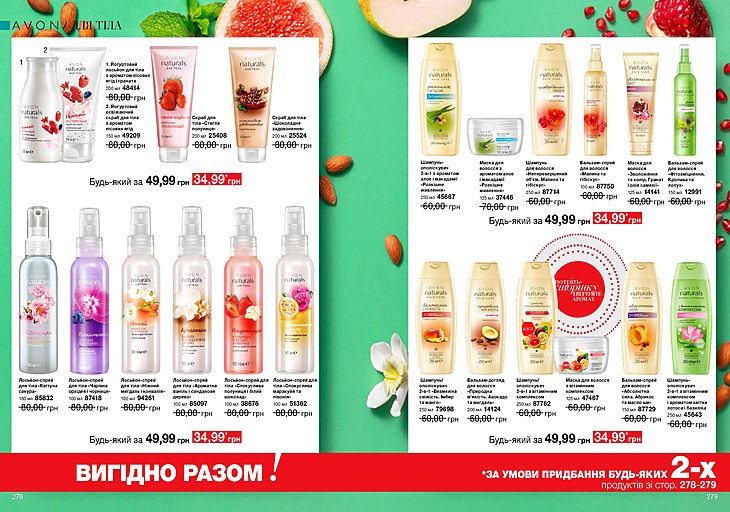 AVON / ДЛЯ ТІЛА
1
2
1. Йогуртовий
лосьйон для тіла
з ароматом лісових
ягід і граната
200 мл 48414
80,00 грн
2. Йогуртовий
освіжаючий
скраб для тіла
з ароматом
лісових ягід
150 мл 49209
80,00 грн
Скраб для
тіла «Стигла
полуниця»
200 мл 25408
80,00 грн
Скраб для
тіла «Шоколадне
задоволення»
200 мл 25524
80,00 грн
Будь-який за 49,99 грн 34,99* грн
Лосьйон-спрей
для тіла «Квітуча
сакура»
100 мл 85832
80,00 грн
Лосьйон-спрей для
тіла «Чарівна
орхідея і чорниця»
100 мл 87418
80,00 грн
Лосьйон-спрей для
тіла «Ніжний
мигдаль і конвалія»
100 мл 94261
80,00 грн
Лосьйон-спрей для
тіла «Ароматна
ваніль і сандалове
дерево»
100 мл 85097
80,00 грн
Лосьйон-спрей для
тіла «Спокуслива
полуниця і білий
шоколад»
100 мл 38676
80,00 грн
Лосьйон-спрей для
тіла «Спокуслива
маракуйя та
півонія»
100 мл 51362
80,00 грн
Будь-який за 49,99 грн 34,99* грн
Шампунь-
ополіскувач
2-в-1 з ароматом
алое і макадамії
«Розкішне
живлення»
250 мл 45667
60,00 грн
Маска для
волосся з
ароматом алое
і макадамії
«Розкішне
живлення»
125 мл 37446
70,00 грн
Шампунь
для волосся
«Неперевершений
об'єм. Малина та
гібіскус»
250 мл 87714
60,00 грн
Бальзам-спрей
для волосся
«Малина та
гібіскус»
100 мл 87750
60,00 грн
Маска для
волосся
«Зволоження
та колір. Гранат
і олія камелії»
125 мл 14141
60,00 грн
Бальзам-спрей
для волосся
«Фітозміцнення.
Кропива та
лопух»
150 мл 12991
60,00 грн
Будь-який за 49,99 грн 34,99* грн
потріть
сторінку
і відчуйте
аромат
Шампунь/
ополіскувач
2-в-1 «Безмежна
свіжість. Імбир
та манго»
250 мл 79698
60,00 грн
Бальзам-догляд
для волосся
«Природна
м'якість. Авокадо
та мигдаль»
200 мл 14124
60,00 грн
Шампунь/
ополіскувач
2-в-1 з вітамінним
комплексом
250 мл 87762
60,00 грн
Маска для волосся
з вітамінним
комплексом
125 мл 47467
60,00 грн
Бальзам-спрей
для волосся
«Абсолютна
сила. Абрикос
та масло ши»
150 мл 87729
60,00 грн
Шампунь-
ополіскувач
2-в-1 з вітамінним
комплексом
з ароматом квітки
лотоса і базиліка
250 мл 45643
60,00 грн
Будь-який за 49,99 грн 34,99* грн
ВИГІДНО РАЗОМ!
*ЗА УМОВИ ПРИДБАННЯ БУДЬ-ЯКИХ 2-х
продуктів зі стор. 278-279
278
279